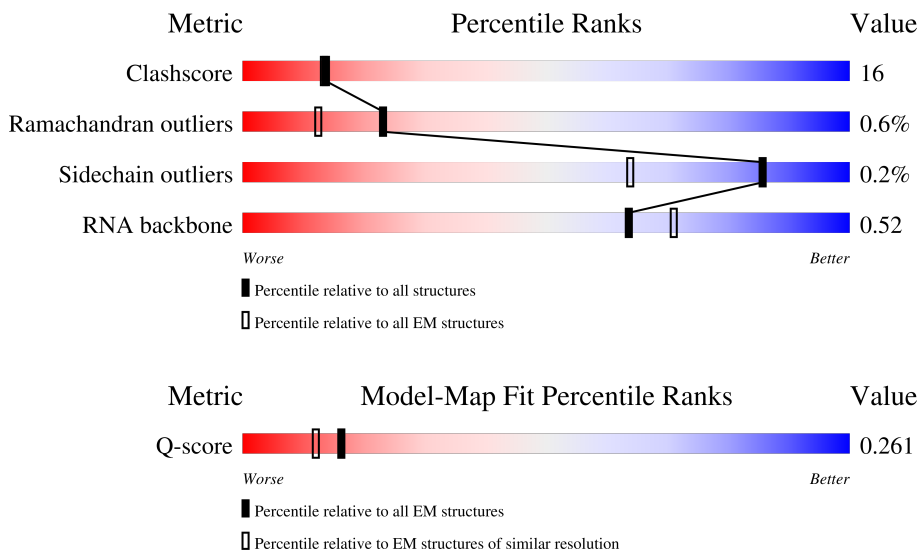 Metric Percentile Ranks Value
Clashscore 16
Ramachandran outliers 0.6%
Sidechain outliers 0.2%
RNA backbone 0.52
Worse Better
Percentile relative to all structures
Percentile relative to all EM structures
Metric Model-Map Fit Percentile Ranks Value
Q-score 0.261
Worse Better
Percentile relative to all EM structures
Percentile relative to EM structures of similar resolution